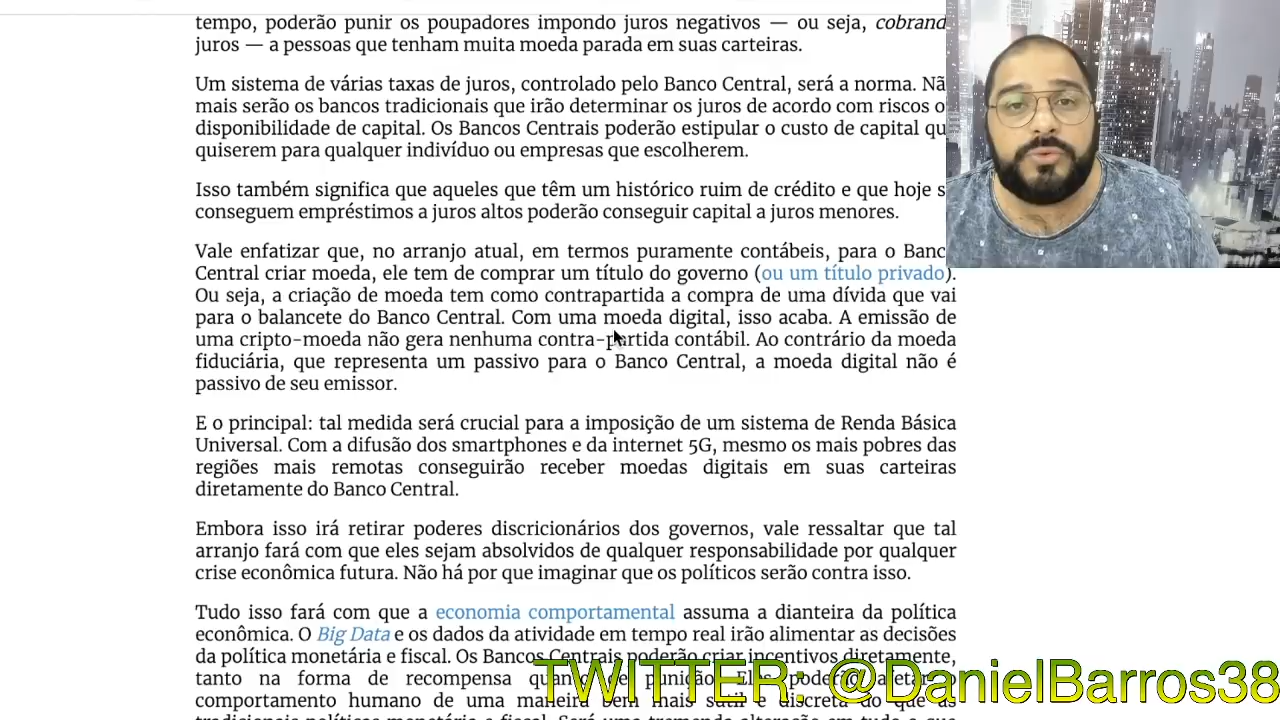 tempo, poderão punir os poupadores impondo juros negativos — ou seja, cobrand
juros — a pessoas que tenham muita moeda parada em suas carteiras.
Um sistema de várias taxas de juros, controlado pelo Banco Central, será a norma. Nã
mais serão os bancos tradicionais que irão determinar os juros de acordo com riscos o
disponibilidade de capital. Os Bancos Centrais poderão estipular o custo de capital qu
quiserem para qualquer indivíduo ou empresas que escolherem.
Isso também significa que aqueles que têm um histórico ruim de crédito e que hoje s
conseguem empréstimos a juros altos poderão conseguir capital a juros menores.
Vale enfatizar que, no arranjo atual, em termos puramente contábeis, para o Banc
Central criar moeda, ele tem de comprar um título do governo (ou um título privado).
Ou seja, a criação de moeda tem como contrapartida a compra de uma dívida que vai
para o balancete do Banco Central. Com uma moeda digital, isso acaba. A emissão de
uma cripto-moeda não gera nenhuma contra-partida contábil. Ao contrário da moeda
fiduciária, que representa um passivo para o Banco Central, a moeda digital não é
passivo de seu emissor.
E o principal: tal medida será crucial para a imposição de um sistema de Renda Básica
Universal. Com a difusão dos smartphones e da internet 5G, mesmo os mais pobres das
regiões mais remotas conseguirão receber moedas digitais em suas carteiras
diretamente do Banco Central.
Embora isso irá retirar poderes discricionários dos governos, vale ressaltar que tal
arranjo fará com que eles sejam absolvidos de qualquer responsabilidade por qualquer
crise econômica futura. Não há por que imaginar que os políticos serão contra isso.
Tudo isso fará com que a economia comportamental assuma a dianteira da política
econômica. O Big Data e os dados da atividade em tempo real irão alimentar as decisões
da política monetária e fiscal. Os Bancos Centrais poderão criar incentivos diretamente,
tanto na forma de recompensa
comportamento humano de uma maneira bem mais sutil e discreta do que as
TWITTER: @DanielBarros38